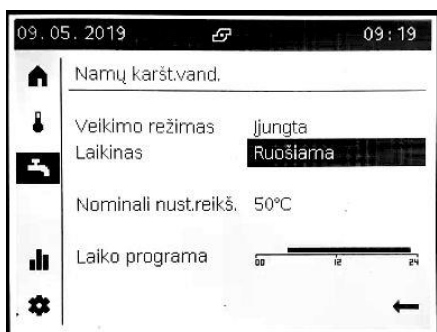 09.05.2019 09:19
Namų karšt.vand.
Veikimo režimas Įjungta
Laikinas Ruošiama
Nominali nust.reikš. 50°C
Laiko programa 00 12 24